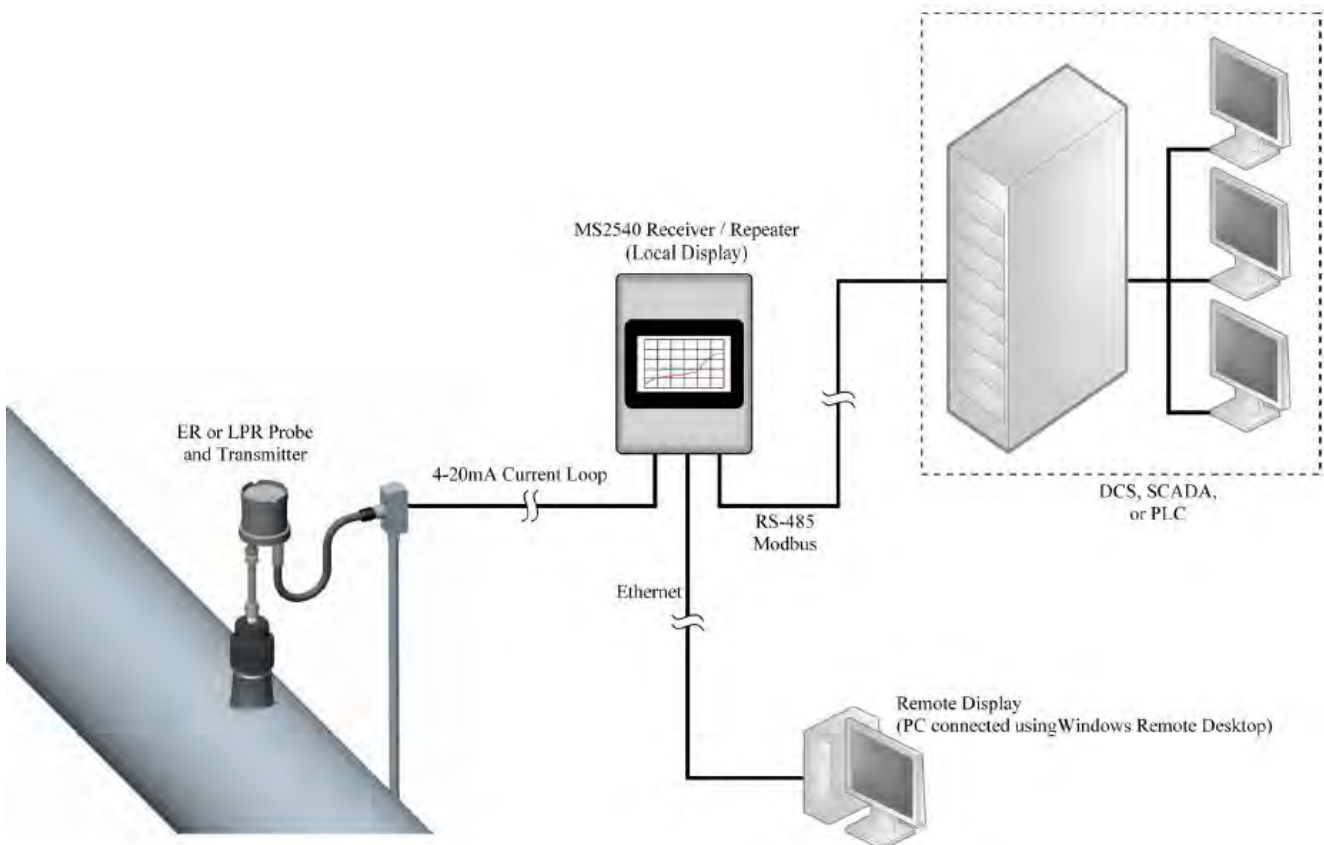 MS2540 Receiver / Repeater
(Local Display)
ER or LPR Probe
and Transmitter
4-20mA Current Loop
RS-485
Modbus
DCS, SCADA,
or PLC
Ethernet
Remote Display
(PC connected usingWindows Remote Desktop)